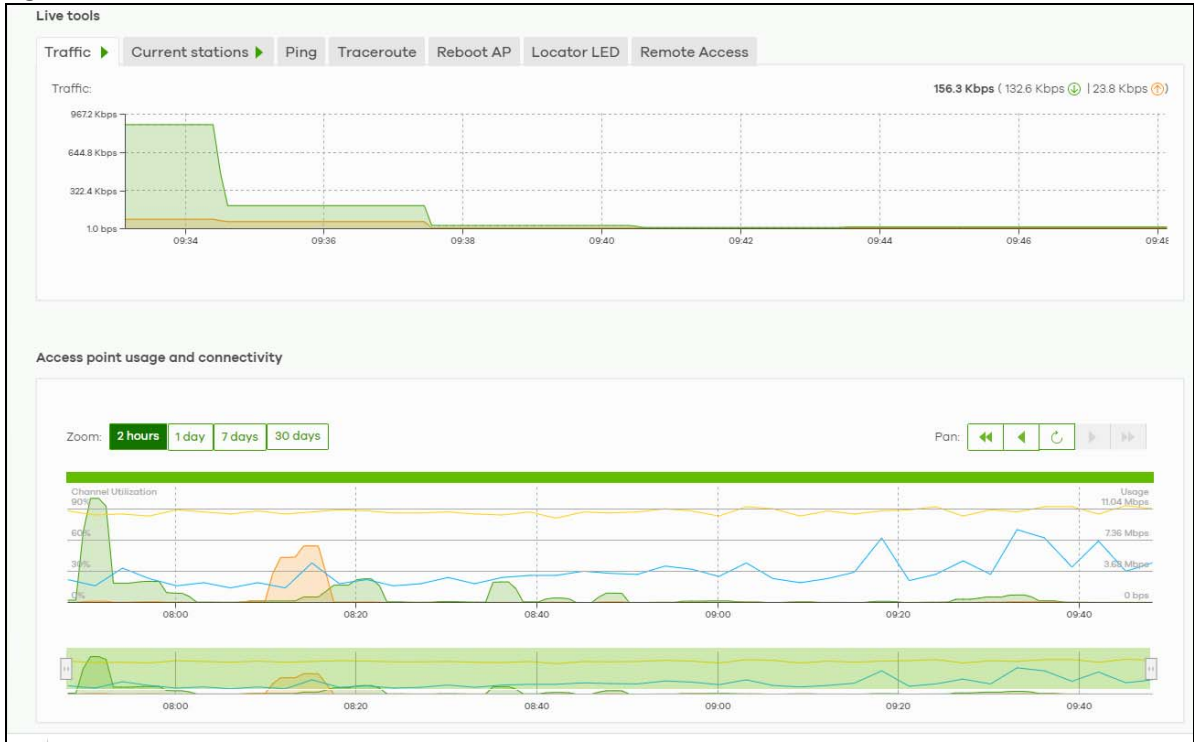 Live tools
Traffic Current stations Ping Traceroute Reboot AP Locator LED Remote Access
Traffic: 156.3 Kbps ( 132.6 Kbps | 23.8 Kbps )
967.2 Kbps
644.8 Kbps
322.4 Kbps
1.0 bps
09:34 09:36 09:38 09:40 09:42 09:44 09:46
Access point usage and connectivity
Zoom: 2 hours 1 day 7 days 30 days Pan:
Channel Utilization Usage
90% 11.04 Mbps
60% 7.36 Mbps
30% 3.68 Mbps
0% 0 bps
08:00 08:20 08:40 09:00 09:20 09:40
08:00 08:20 08:40 09:00 09:20 09:40